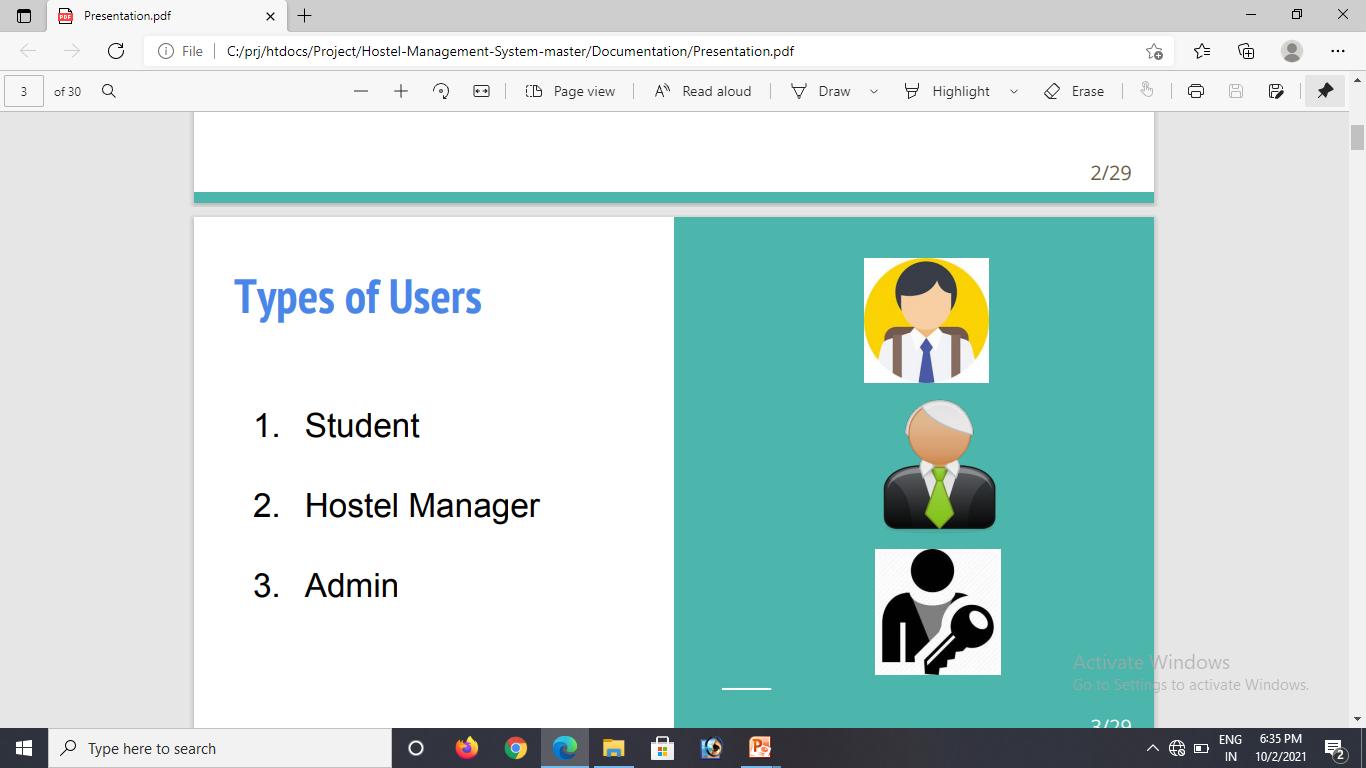 Presentation.pdf
File
C:/prj/htdocs/Project/Hostel-Management-System-master/Documentation/Presentation.pdf
3 of 30
Page view
Read aloud
Draw
Highlight
Erase
2/29
Types of Users
1. Student
2. Hostel Manager
3. Admin
Activate Windows
Go to Settings to activate Windows.
3/29
Type here to search
ENG
IN
6:35 PM
10/2/2021
2